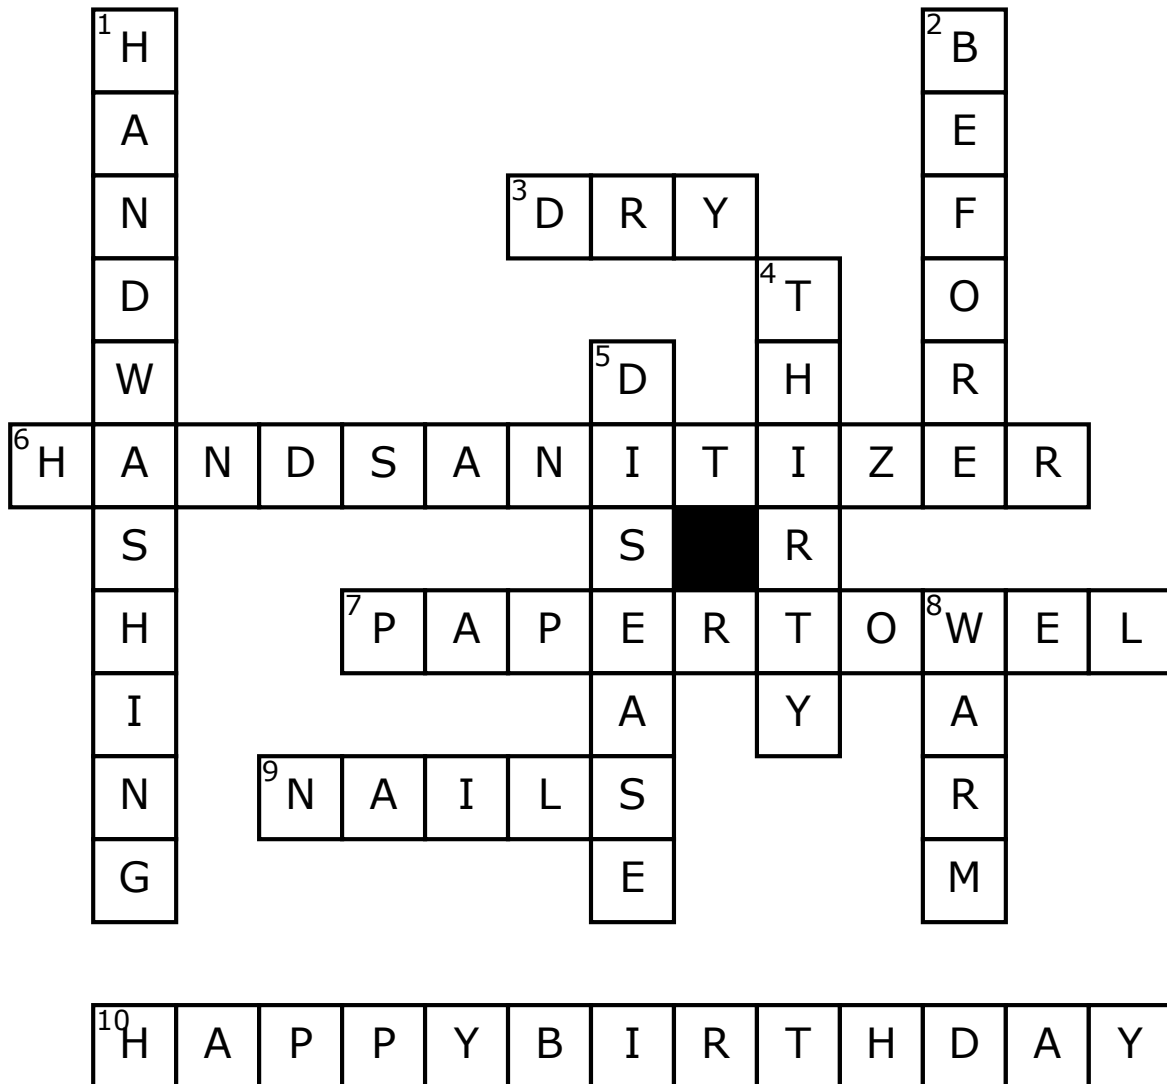 1 H 2 B
A E
N 3 D R Y F
D 4 T O
W 5 D H R
6 H A N D S A N I T I Z E R
S S R
H 7 P A P E R T O 8 W E L
I A Y A
N 9 N A I L S R
G E M
10 H A P P Y B I R T H D A Y